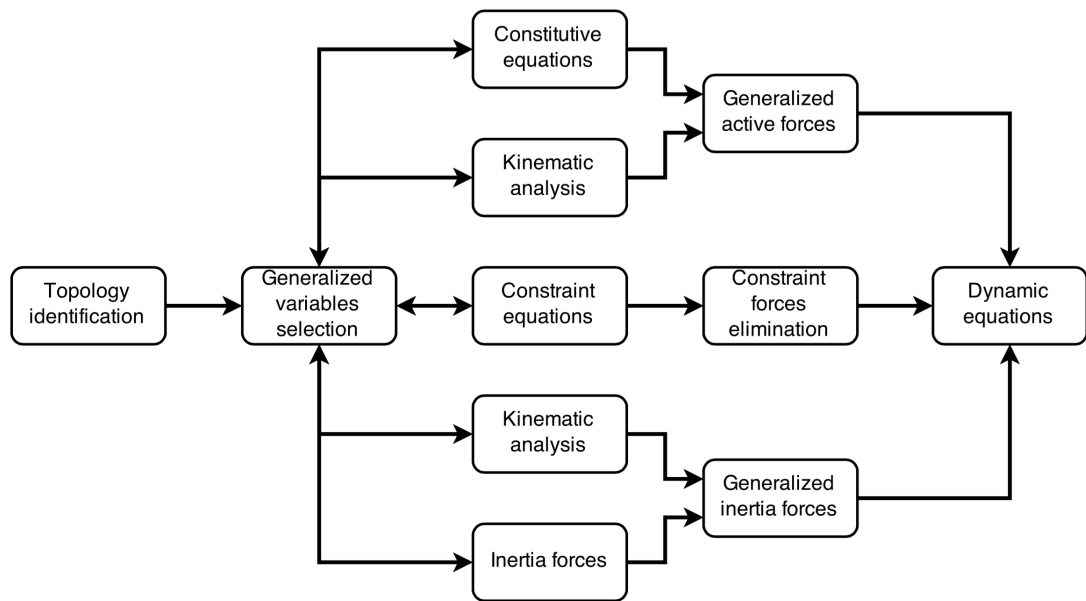 Constitutive
equations
Generalized
active forces
Kinematic
analysis
Topology
identification
Generalized
variables
selection
Constraint
equations
Constraint
forces
elimination
Dynamic
equations
Kinematic
analysis
Generalized
inertia forces
Inertia forces